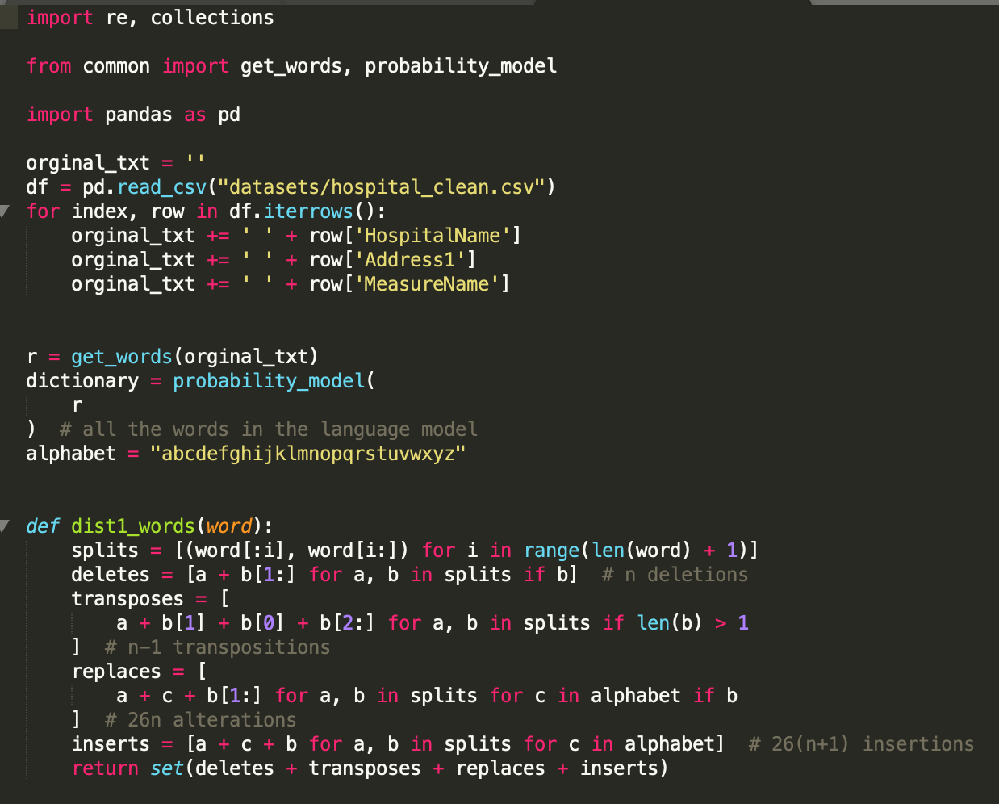 import re, collections
from common import get_words, probability_model
import pandas as pd
orginal_txt = ''
df = pd.read_csv("datasets/hospital_clean.csv")
for index, row in df.iterrows():
    orginal_txt += ' ' + row['HospitalName']
    orginal_txt += ' ' + row['Address1']
    orginal_txt += ' ' + row['MeasureName']
r = get_words(orginal_txt)
dictionary = probability_model(
    r
)  # all the words in the language model
alphabet = "abcdefghijklmnopqrstuvwxyz"
def dist1_words(word):
    splits = [(word[:i], word[i:]) for i in range(len(word) + 1)]
    deletes = [a + b[1:] for a, b in splits if b]  # n deletions
    transposes = [
        a + b[1] + b[0] + b[2:] for a, b in splits if len(b) > 1
    ]  # n-1 transpositions
    replaces = [
        a + c + b[1:] for a, b in splits for c in alphabet if b
    ]  # 26n alterations
    inserts = [a + c + b for a, b in splits for c in alphabet]  # 26(n+1) insertions
    return set(deletes + transposes + replaces + inserts)